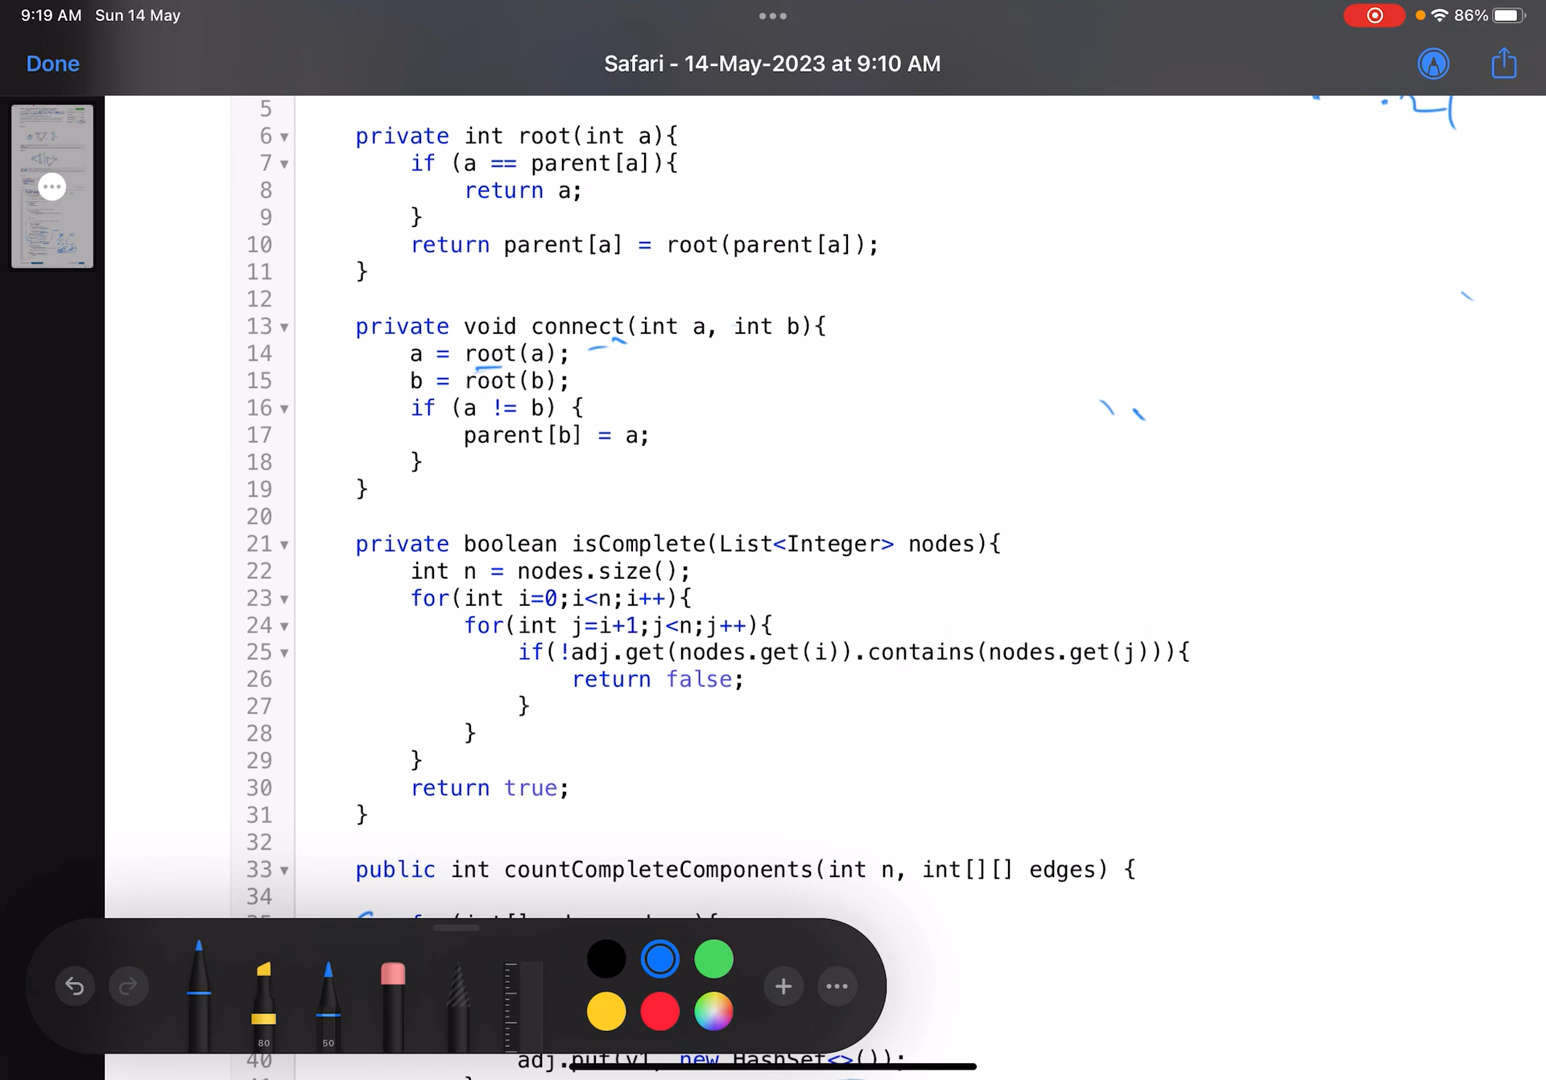 9:19 AM Sun 14 May
86%
Done
Safari - 14-May-2023 at 9:10 AM
5
6 private int root(int a){
7 if (a == parent[a]){
8 return a;
9 }
10 return parent[a] = root(parent[a]);
11 }
12
13 private void connect(int a, int b){
14 a = root(a);
15 b = root(b);
16 if (a != b) {
17 parent[b] = a;
18 }
19 }
20
21 private boolean isComplete(List<Integer> nodes){
22 int n = nodes.size();
23 for(int i=0;i<n;i++){
24 for(int j=i+1;j<n;j++){
25 if(!adj.get(nodes.get(i)).contains(nodes.get(j))){
26 return false;
27 }
28 }
29 }
30 return true;
31 }
32
33 public int countCompleteComponents(int n, int[][] edges) {
34
80
50
40 adj.put(v1, new HashSet<>());